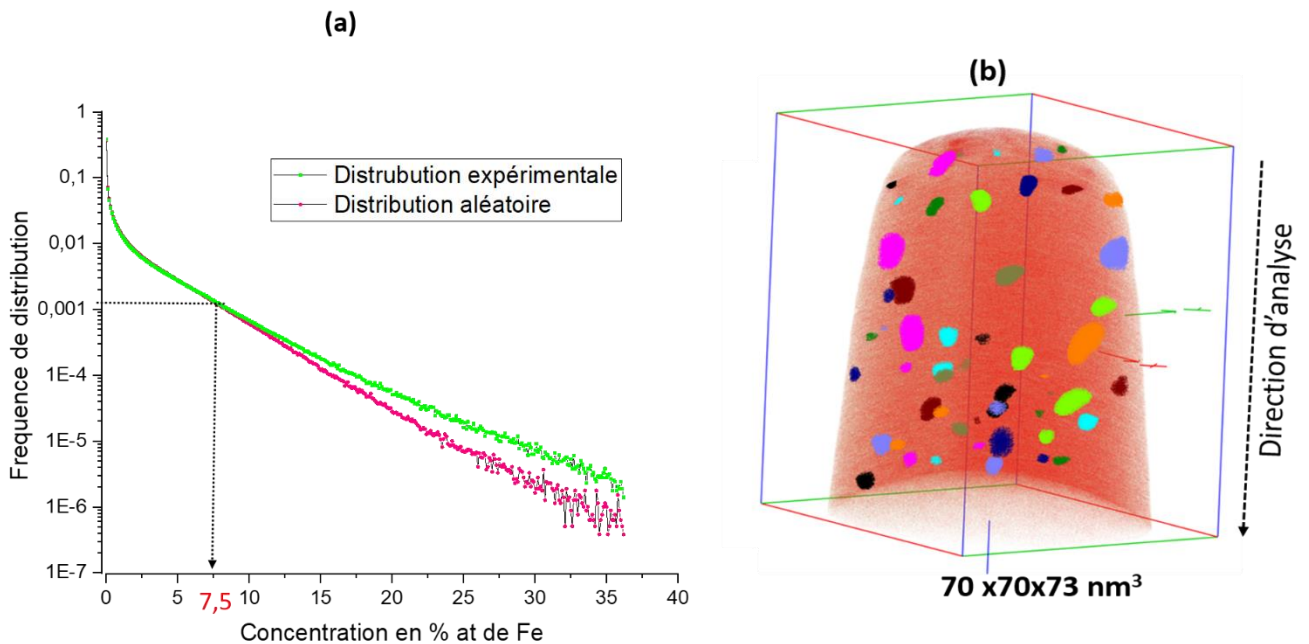 (a)
1
0,1
0,01
0,001
1E-4
1E-5
1E-6
1E-7
Frequence de distribution
Distrubution expérimentale
Distribution aléatoire
0 5 10 15 20 25 30 35 40
7,5
Concentration en % at de Fe
(b)
Direction d'analyse
70 x70x73 nm³